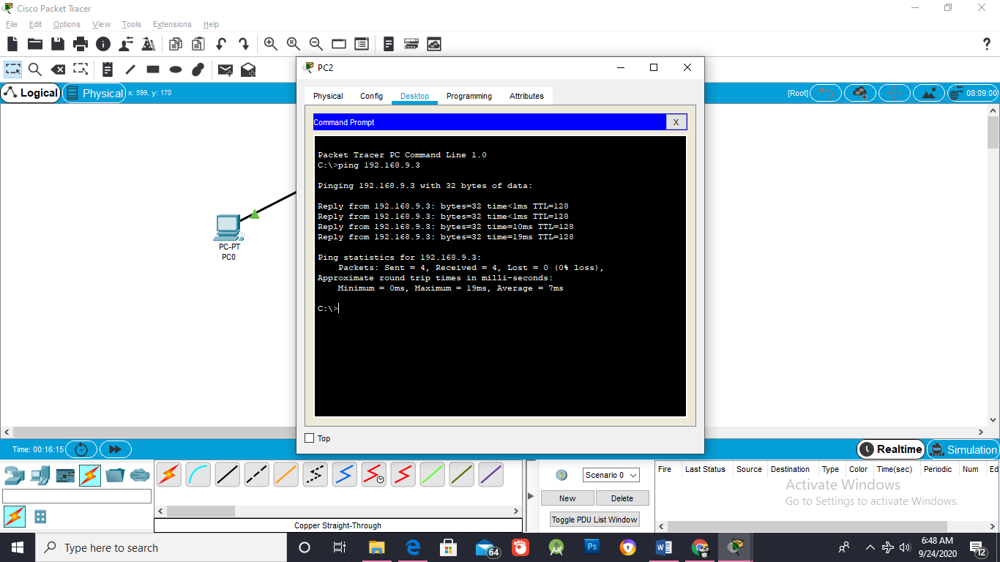 Cisco Packet Tracer
File Edit Options View Tools Extensions Help
?
Logical
Physical
x: 599, y: 170
[Root]
08:09:00
PC2
Physical Config Desktop Programming Attributes
Command Prompt
X
Packet Tracer PC Command Line 1.0
C:\>ping 192.168.9.3
Pinging 192.168.9.3 with 32 bytes of data:
Reply from 192.168.9.3: bytes=32 time<1ms TTL=128
Reply from 192.168.9.3: bytes=32 time<1ms TTL=128
Reply from 192.168.9.3: bytes=32 time=10ms TTL=128
Reply from 192.168.9.3: bytes=32 time=19ms TTL=128
Ping statistics for 192.168.9.3:
Packets: Sent = 4, Received = 4, Lost = 0 (0% loss),
Approximate round trip times in milli-seconds:
Minimum = 0ms, Maximum = 19ms, Average = 7ms
C:\>
Top
PC-PT
PC0
Time: 00:16:15
Realtime
Simulation
Copper Straight-Through
Scenario 0
New
Delete
Toggle PDU List Window
Fire Last Status Source Destination Type Color Time(sec) Periodic Num Ed
Activate Windows
Go to Settings to activate Windows.
Type here to search
64
Ps
6:48 AM
9/24/2020
12